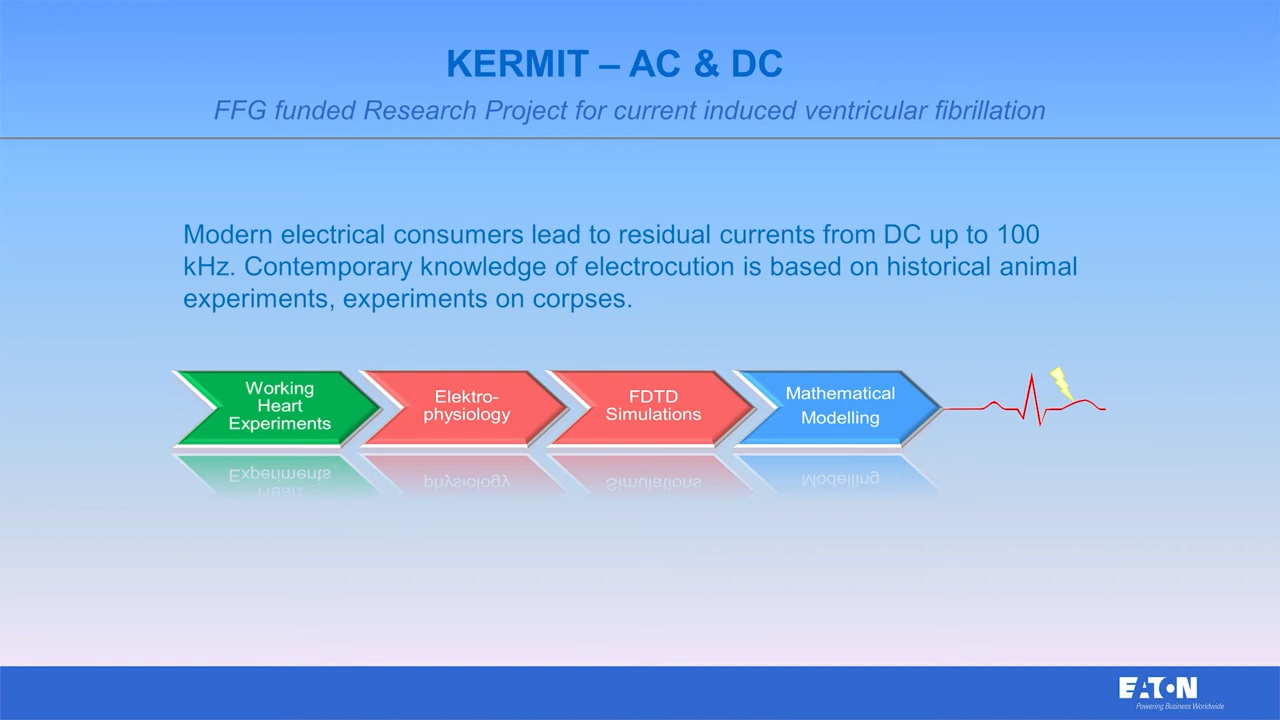 KERMIT – AC & DC
FFG funded Research Project for current induced ventricular fibrillation
Modern electrical consumers lead to residual currents from DC up to 100
kHz. Contemporary knowledge of electrocution is based on historical animal
experiments, experiments on corpses.
Working
Heart
Experiments
Elektro-
physiology
FDTD
Simulations
Mathematical
Modelling
EATON
Powering Business Worldwide